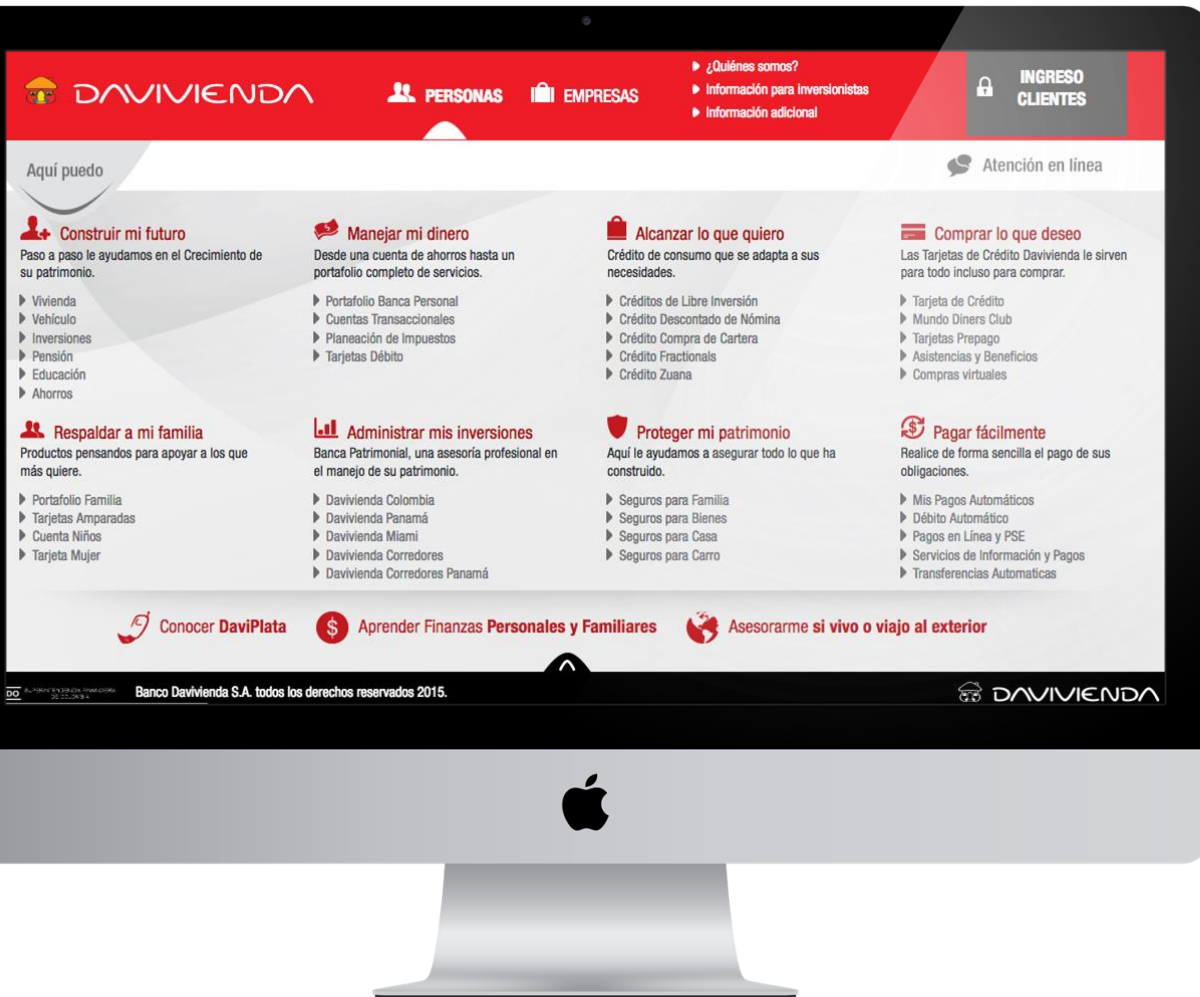 DAVIVIENDA
PERSONAS
EMPRESAS
¿Quiénes somos?
Información para inversionistas
Información adicional
INGRESO
CLIENTES
Aquí puedo
Atención en línea
Construir mi futuro
Paso a paso le ayudamos en el Crecimiento de
su patrimonio.
Vivienda
Vehículo
Inversiones
Pensión
Educación
Ahorros
Manejar mi dinero
Desde una cuenta de ahorros hasta un
portafolio completo de servicios.
Portafolio Banca Personal
Cuentas Transaccionales
Planeación de Impuestos
Tarjetas Débito
Alcanzar lo que quiero
Crédito de consumo que se adapta a sus
necesidades.
Créditos de Libre Inversión
Crédito Descontado de Nómina
Crédito Compra de Cartera
Crédito Fractionals
Crédito Zuana
Comprar lo que deseo
Las Tarjetas de Crédito Davivienda le sirven
para todo incluso para comprar.
Tarjeta de Crédito
Mundo Diners Club
Tarjetas Prepago
Asistencias y Beneficios
Compras virtuales
Respaldar a mi familia
Productos pensandos para apoyar a los que
más quiere.
Portafolio Familia
Tarjetas Amparadas
Cuenta Niños
Tarjeta Mujer
Administrar mis inversiones
Banca Patrimonial, una asesoría profesional en
el manejo de su patrimonio.
Davivienda Colombia
Davivienda Panamá
Davivienda Miami
Davivienda Corredores
Davivienda Corredores Panamá
Proteger mi patrimonio
Aquí le ayudamos a asegurar todo lo que ha
construido.
Seguros para Familia
Seguros para Bienes
Seguros para Casa
Seguros para Carro
Pagar fácilmente
Realice de forma sencilla el pago de sus
obligaciones.
Mis Pagos Automáticos
Débito Automático
Pagos en Línea y PSE
Servicios de Información y Pagos
Transferencias Automaticas
Conocer DaviPlata
Aprender Finanzas Personales y Familiares
Asesorarme si vivo o viajo al exterior
DO
SUPERINTENDENCIA FINANCIERA
DE COLOMBIA
Banco Davivienda S.A. todos los derechos reservados 2015.
DAVIVIENDA